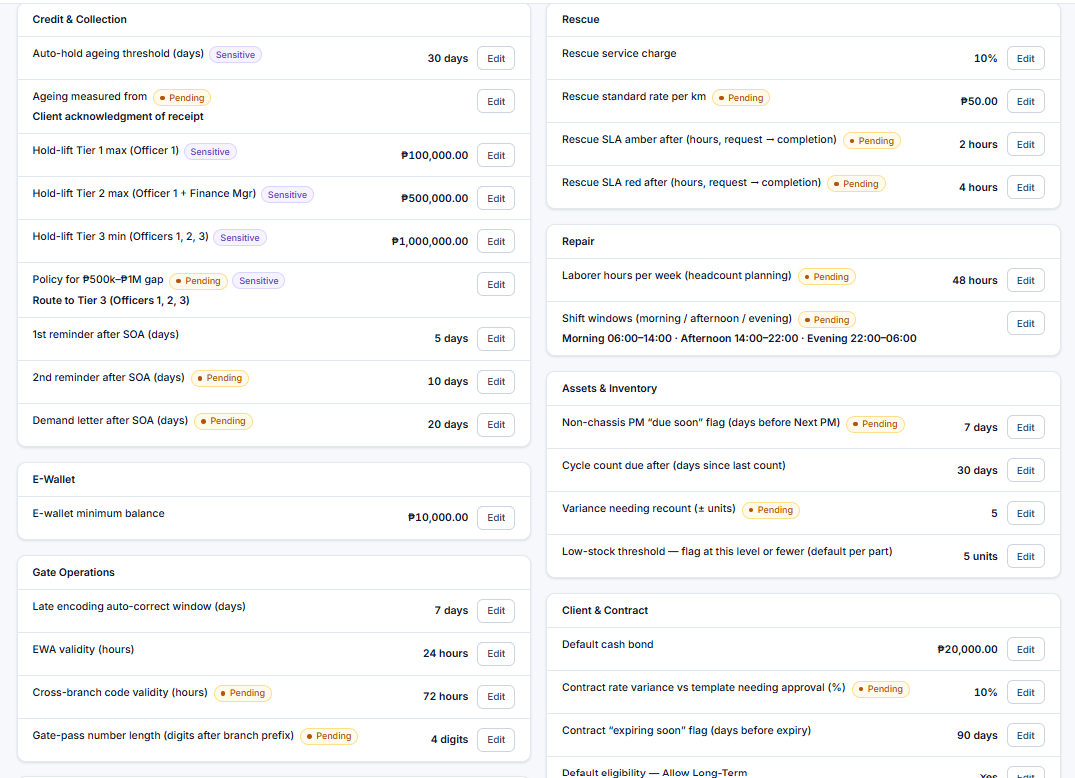 Credit & Collection
Auto-hold ageing threshold (days) Sensitive 30 days Edit
Ageing measured from Pending Edit
Client acknowledgment of receipt
Hold-lift Tier 1 max (Officer 1) Sensitive ₱100,000.00 Edit
Hold-lift Tier 2 max (Officer 1 + Finance Mgr) Sensitive ₱500,000.00 Edit
Hold-lift Tier 3 min (Officers 1, 2, 3) Sensitive ₱1,000,000.00 Edit
Policy for ₱500k–₱1M gap Pending Sensitive Edit
Route to Tier 3 (Officers 1, 2, 3)
1st reminder after SOA (days) 5 days Edit
2nd reminder after SOA (days) Pending 10 days Edit
Demand letter after SOA (days) Pending 20 days Edit
E-Wallet
E-wallet minimum balance ₱10,000.00 Edit
Gate Operations
Late encoding auto-correct window (days) 7 days Edit
EWA validity (hours) 24 hours Edit
Cross-branch code validity (hours) Pending 72 hours Edit
Gate-pass number length (digits after branch prefix) Pending 4 digits Edit
Rescue
Rescue service charge 10% Edit
Rescue standard rate per km Pending ₱50.00 Edit
Rescue SLA amber after (hours, request → completion) Pending 2 hours Edit
Rescue SLA red after (hours, request → completion) Pending 4 hours Edit
Repair
Laborer hours per week (headcount planning) Pending 48 hours Edit
Shift windows (morning / afternoon / evening) Pending Edit
Morning 06:00–14:00 · Afternoon 14:00–22:00 · Evening 22:00–06:00
Assets & Inventory
Non-chassis PM “due soon” flag (days before Next PM) Pending 7 days Edit
Cycle count due after (days since last count) 30 days Edit
Variance needing recount (± units) Pending 5 Edit
Low-stock threshold — flag at this level or fewer (default per part) 5 units Edit
Client & Contract
Default cash bond ₱20,000.00 Edit
Contract rate variance vs template needing approval (%) Pending 10% Edit
Contract “expiring soon” flag (days before expiry) 90 days Edit
Default eligibility — Allow Long-Term Yes Edit